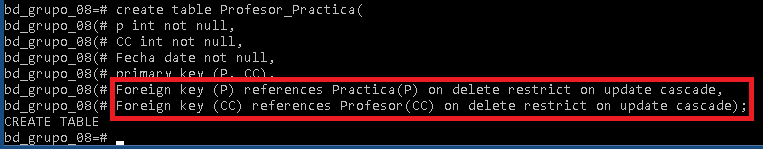 bd_grupo_08=# create table Profesor_Practica(
bd_grupo_08(# p int not null,
bd_grupo_08(# CC int not null,
bd_grupo_08(# Fecha date not null,
bd_grupo_08(# primary key (P, CC),
bd_grupo_08(# Foreign key (P) references Practica(P) on delete restrict on update cascade,
bd_grupo_08(# Foreign key (CC) references Profesor(CC) on delete restrict on update cascade);
CREATE TABLE
bd_grupo_08=#